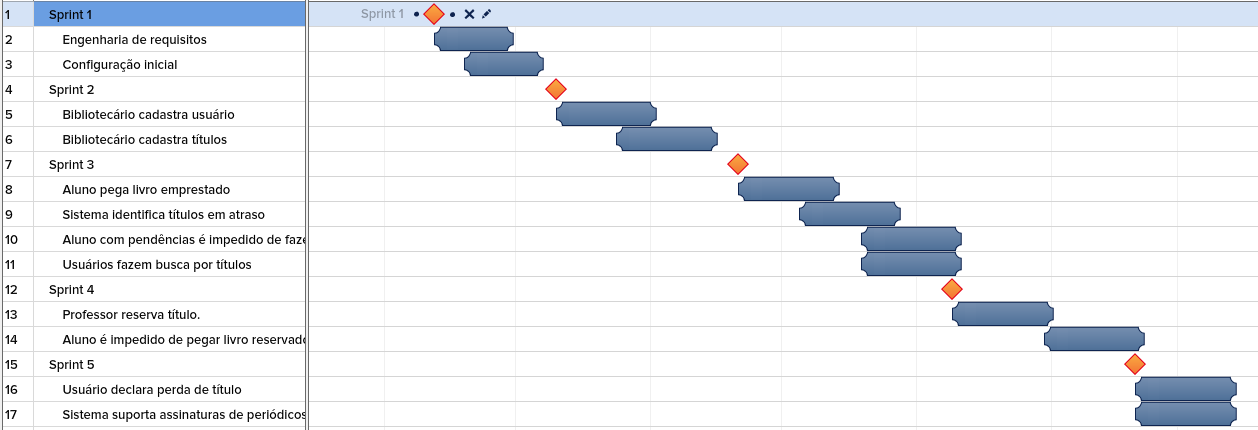 1 Sprint 1 Sprint 1
2 Engenharia de requisitos
3 Configuração inicial
4 Sprint 2
5 Bibliotecário cadastra usuário
6 Bibliotecário cadastra títulos
7 Sprint 3
8 Aluno pega livro emprestado
9 Sistema identifica títulos em atraso
10 Aluno com pendências é impedido de faze
11 Usuários fazem busca por títulos
12 Sprint 4
13 Professor reserva título.
14 Aluno é impedido de pegar livro reservado
15 Sprint 5
16 Usuário declara perda de título
17 Sistema suporta assinaturas de periódicos